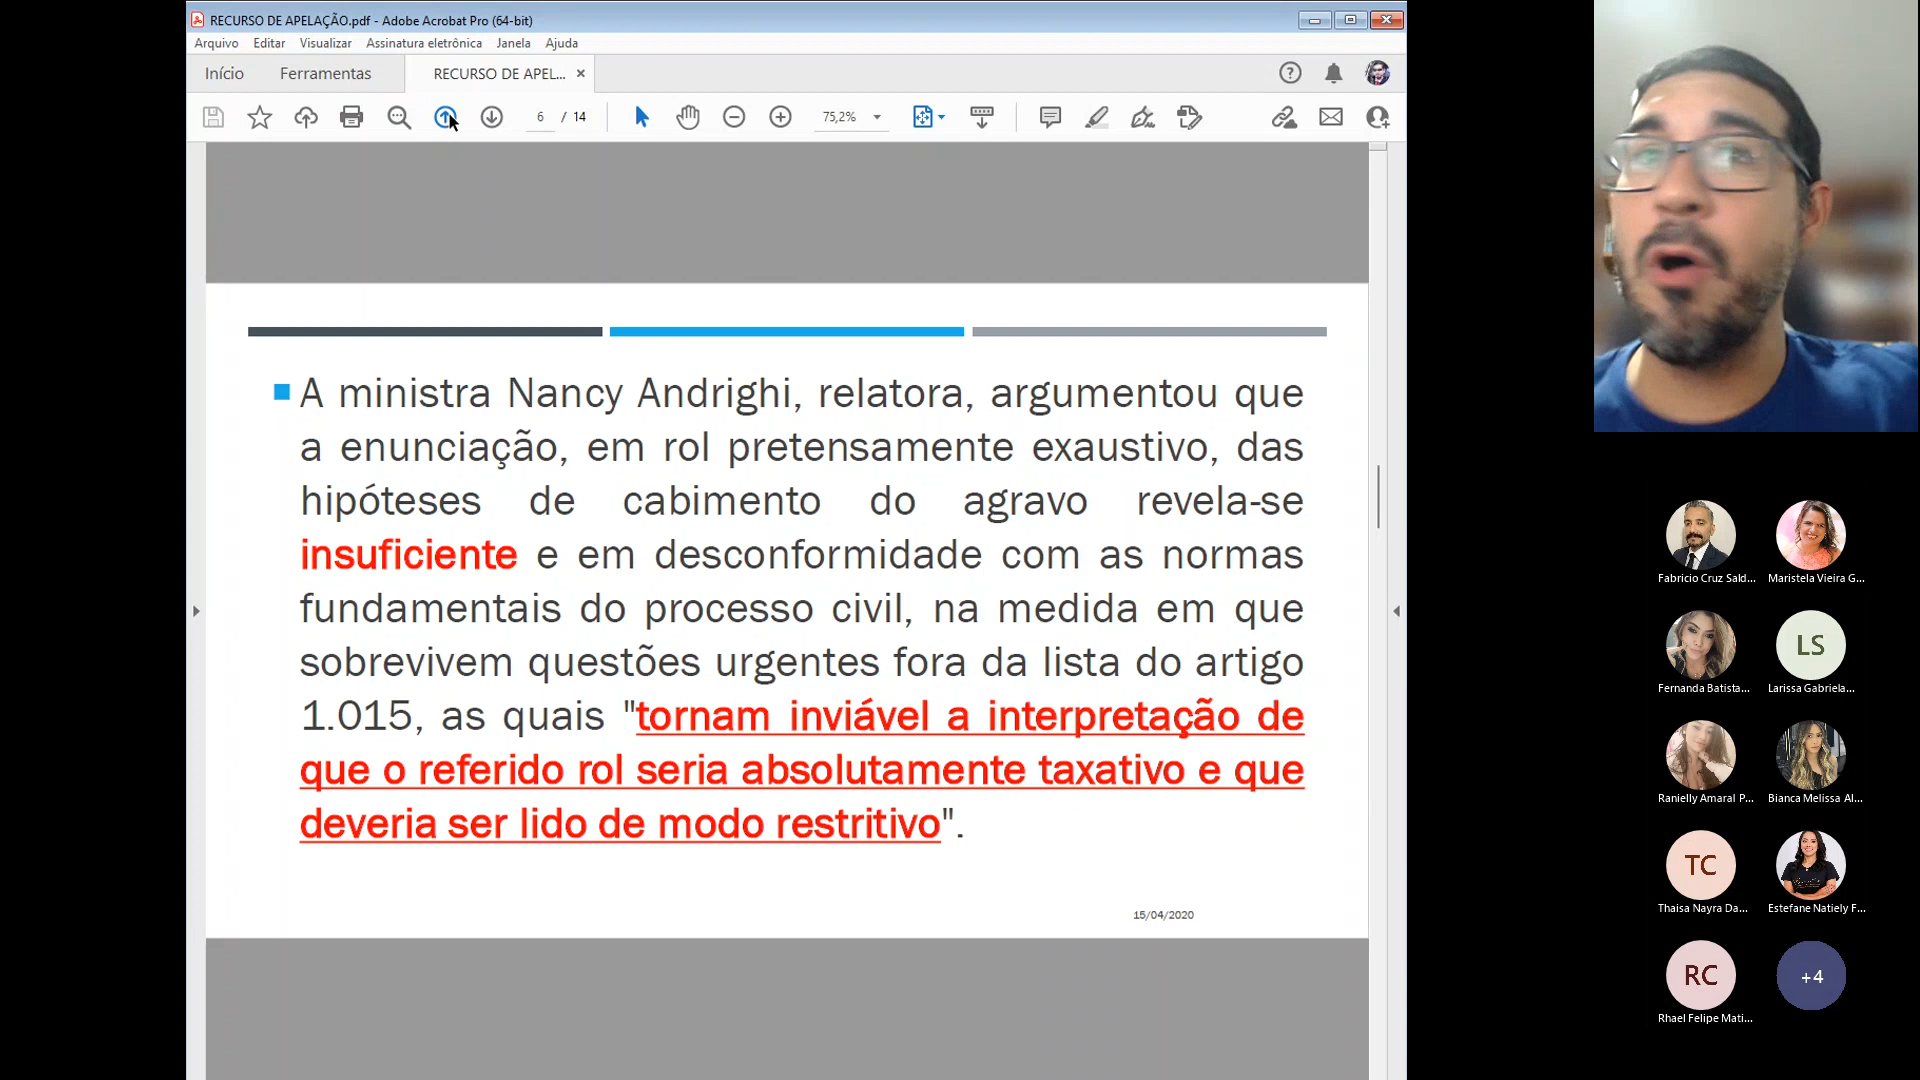 RECURSO DE APELAÇÃO.pdf - Adobe Acrobat Pro (64-bit)
Arquivo Editar Visualizar Assinatura eletrônica Janela Ajuda
Início Ferramentas RECURSO DE APEL...
6 / 14 75,2%
A ministra Nancy Andrighi, relatora, argumentou que
a enunciação, em rol pretensamente exaustivo, das
hipóteses de cabimento do agravo revela-se
insuficiente e em desconformidade com as normas
fundamentais do processo civil, na medida em que
sobrevivem questões urgentes fora da lista do artigo
1.015, as quais "tornam inviável a interpretação de
que o referido rol seria absolutamente taxativo e que
deveria ser lido de modo restritivo".
15/04/2020
Fabricio Cruz Sald... Maristela Vieira G...
LS
Fernanda Batista... Larissa Gabriela...
Ranielly Amaral P... Bianca Melissa Al...
TC
Thaisa Nayra Da... Estefane Natiely F...
RC +4
Rhael Felipe Mati...